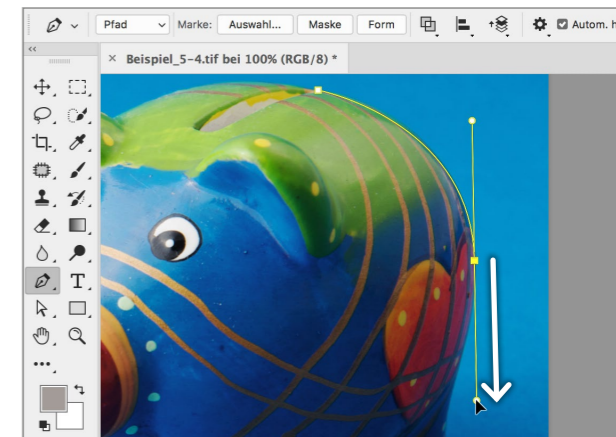 Pfad Marke: Auswahl... Maske Form Autom. h
× Beispiel_5-4.tif bei 100% (RGB/8) *